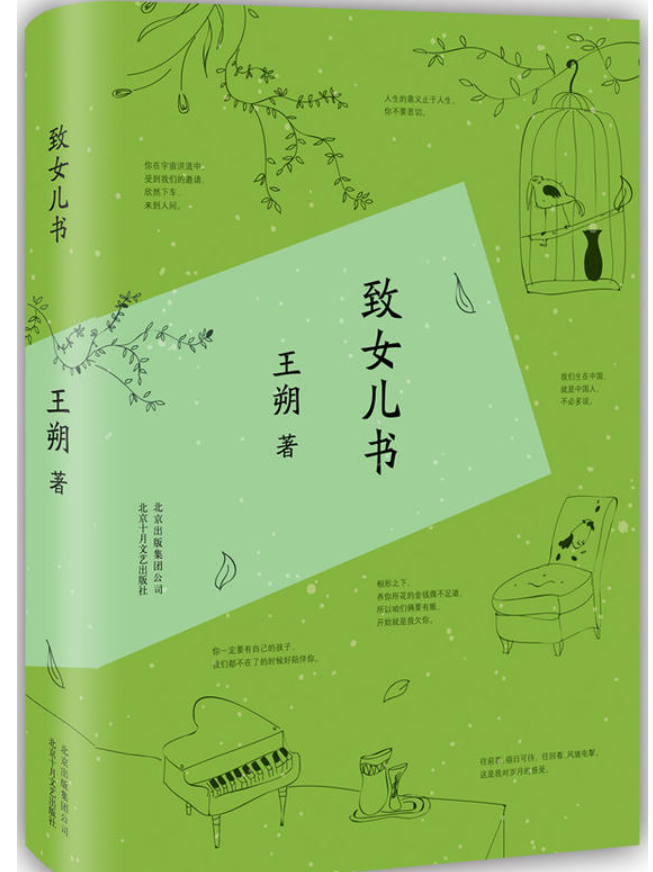 致女儿书
王朔 著
北京出版集团公司
北京十月文艺出版社
人生的意义止于人生,
你不要悲切。
你在宇宙洪流中,
受到我们的邀请,
欣然下车,
来到人间。
致女儿书
王朔 著
我们生在中国,
就是中国人,
不必多说。
北京出版集团公司
北京十月文艺出版社
相形之下,
养你所花的金钱微不足道,
所以咱们俩要有账,
开始就是我欠你。
你一定要有自己的孩子,
我们都不在了的时候好陪伴你。
往前看,指日可待,往回看,风驰电掣,
这是我对岁月的感受。